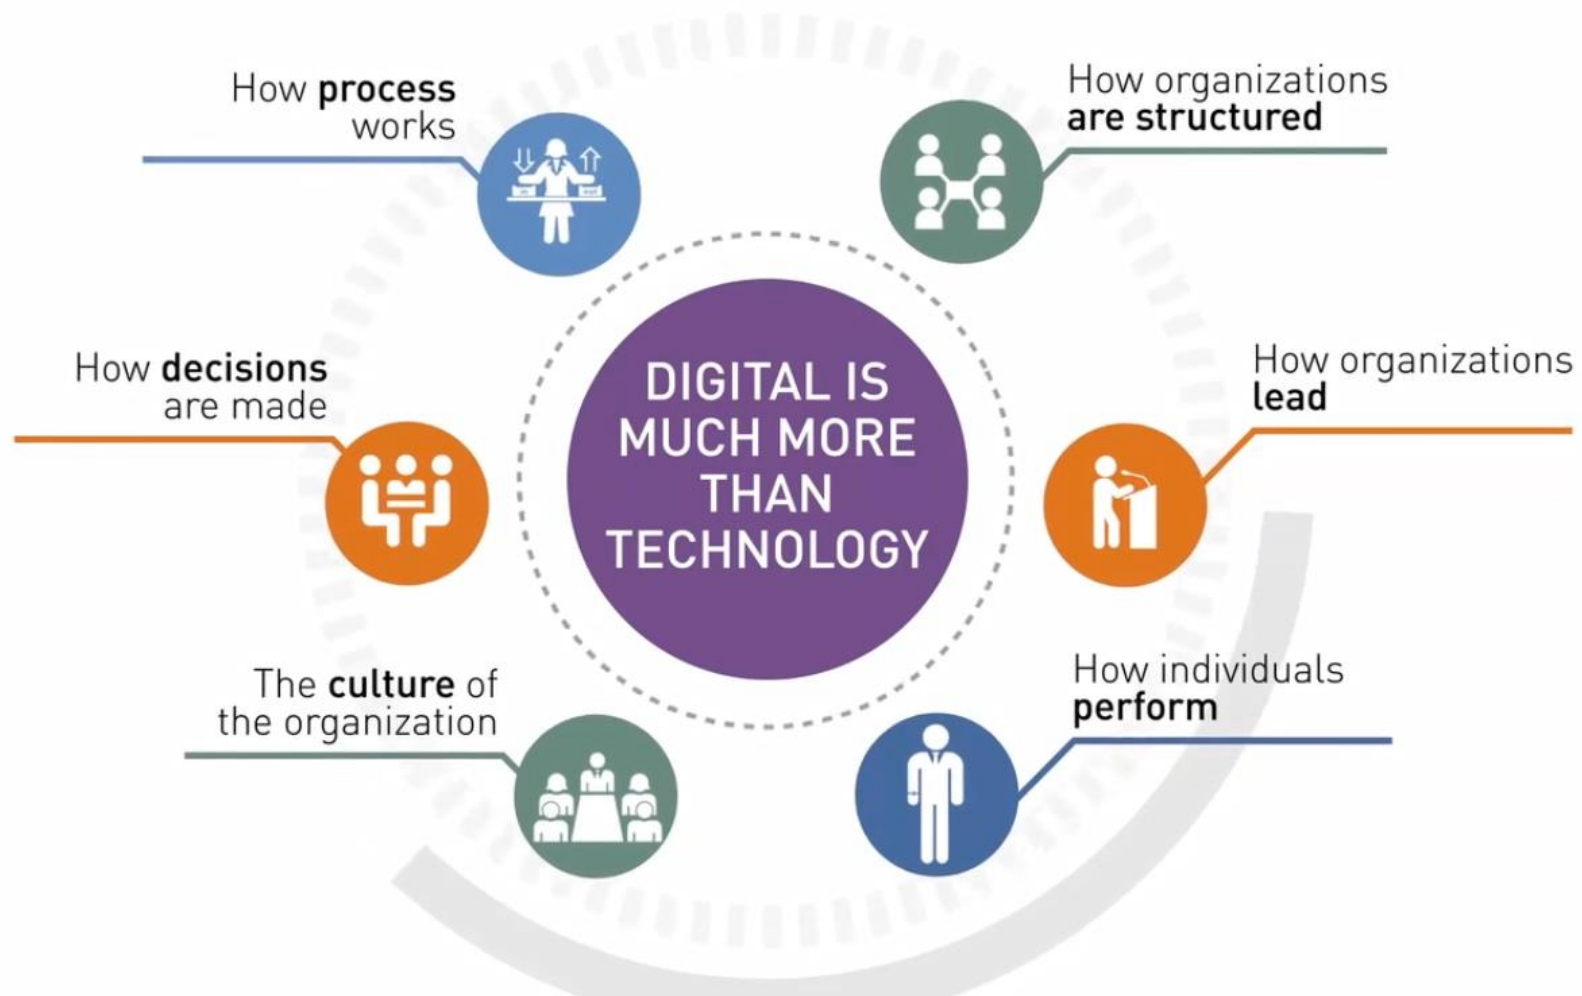 How process
works
How organizations
are structured
How decisions
are made
DIGITAL IS
MUCH MORE
THAN
TECHNOLOGY
How organizations
lead
The culture of
the organization
How individuals
perform